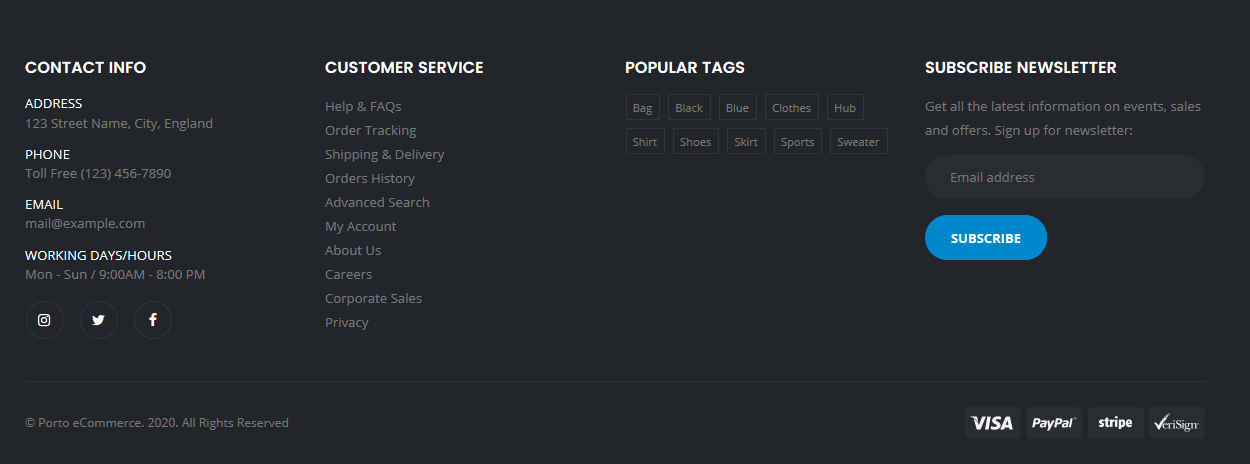 CONTACT INFO
ADDRESS
123 Street Name, City, England
PHONE
Toll Free (123) 456-7890
EMAIL
mail@example.com
WORKING DAYS/HOURS
Mon - Sun / 9:00AM - 8:00 PM
CUSTOMER SERVICE
Help & FAQs
Order Tracking
Shipping & Delivery
Orders History
Advanced Search
My Account
About Us
Careers
Corporate Sales
Privacy
POPULAR TAGS
Bag Black Blue Clothes Hub
Shirt Shoes Skirt Sports Sweater
SUBSCRIBE NEWSLETTER
Get all the latest information on events, sales
and offers. Sign up for newsletter:
Email address
SUBSCRIBE
© Porto eCommerce. 2020. All Rights Reserved
VISA PayPal stripe VeriSign